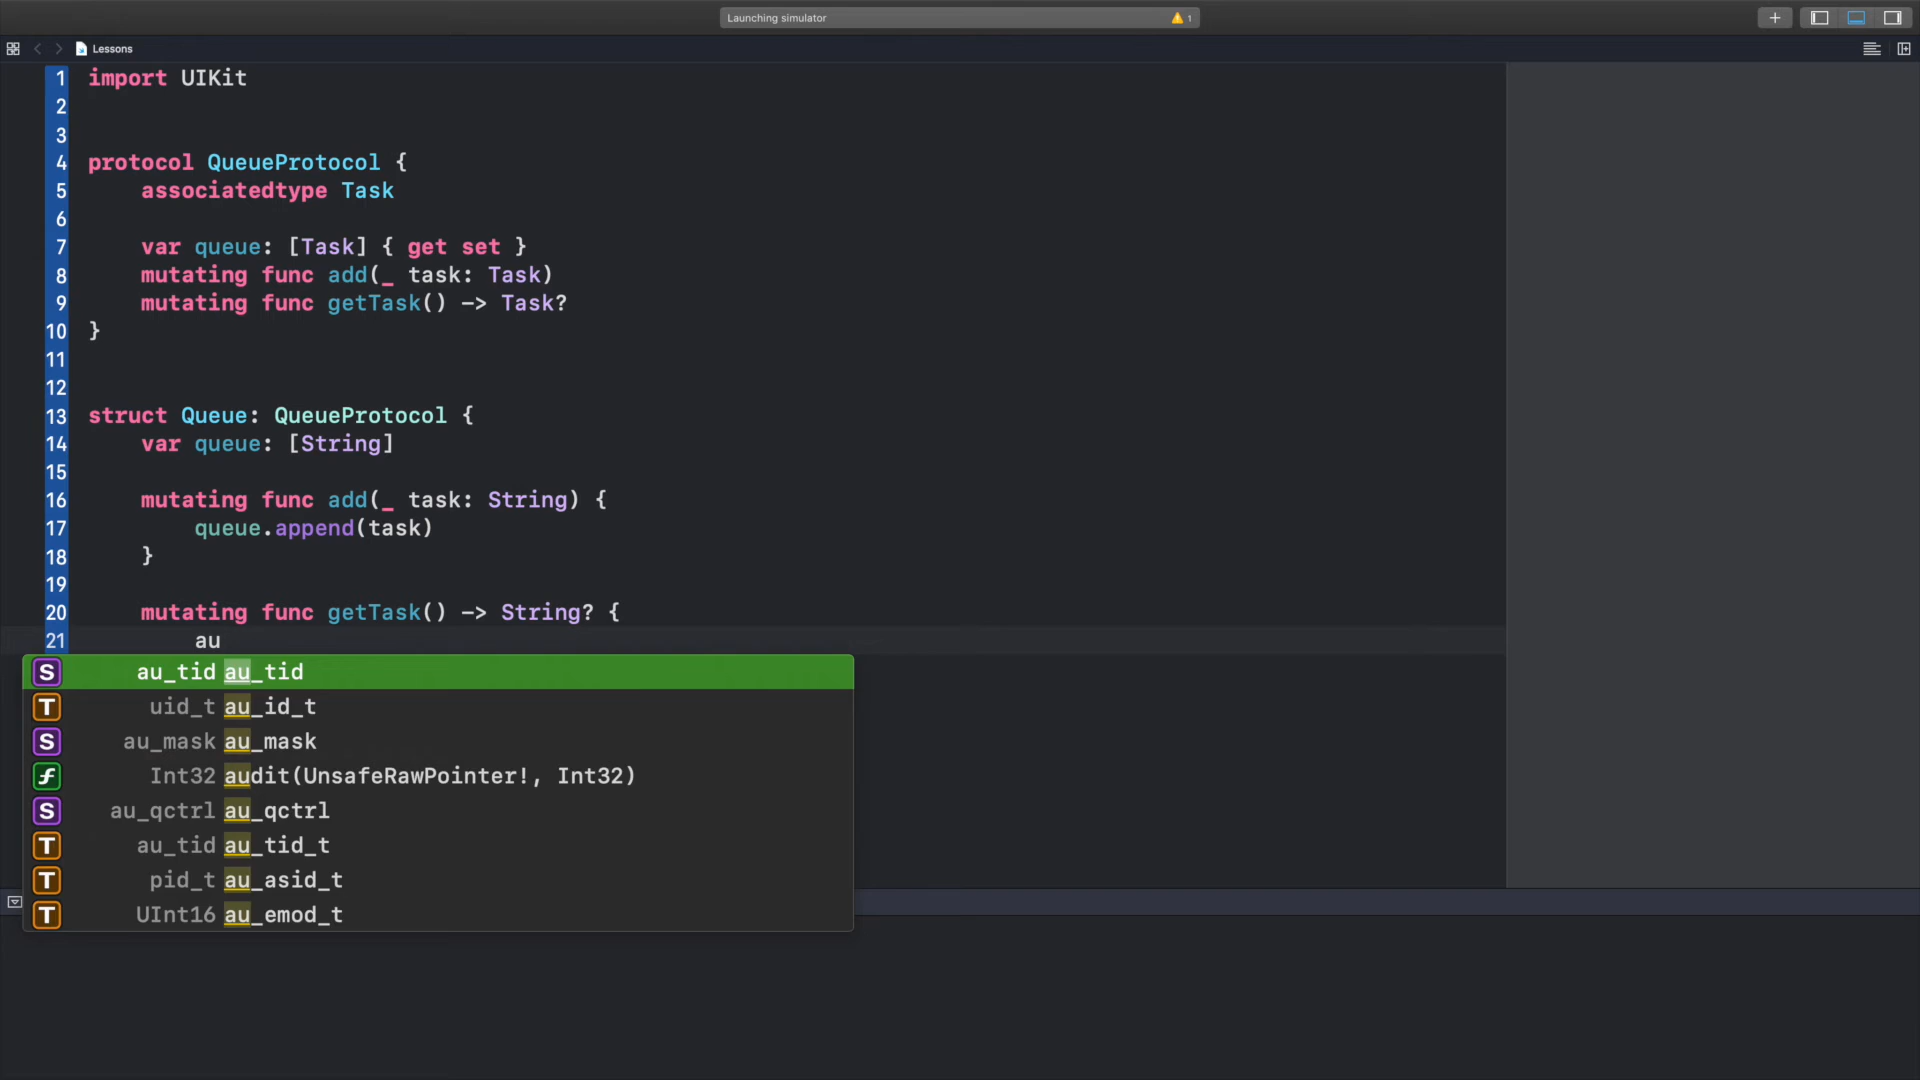 Launching simulator 1
Lessons
1 import UIKit
2
3
4 protocol QueueProtocol {
5 associatedtype Task
6
7 var queue: [Task] { get set }
8 mutating func add(_ task: Task)
9 mutating func getTask() -> Task?
10 }
11
12
13 struct Queue: QueueProtocol {
14 var queue: [String]
15
16 mutating func add(_ task: String) {
17 queue.append(task)
18 }
19
20 mutating func getTask() -> String? {
21 au
S au_tid au_tid
T uid_t au_id_t
S au_mask au_mask
f Int32 audit(UnsafeRawPointer!, Int32)
S au_qctrl au_qctrl
T au_tid au_tid_t
T pid_t au_asid_t
T UInt16 au_emod_t